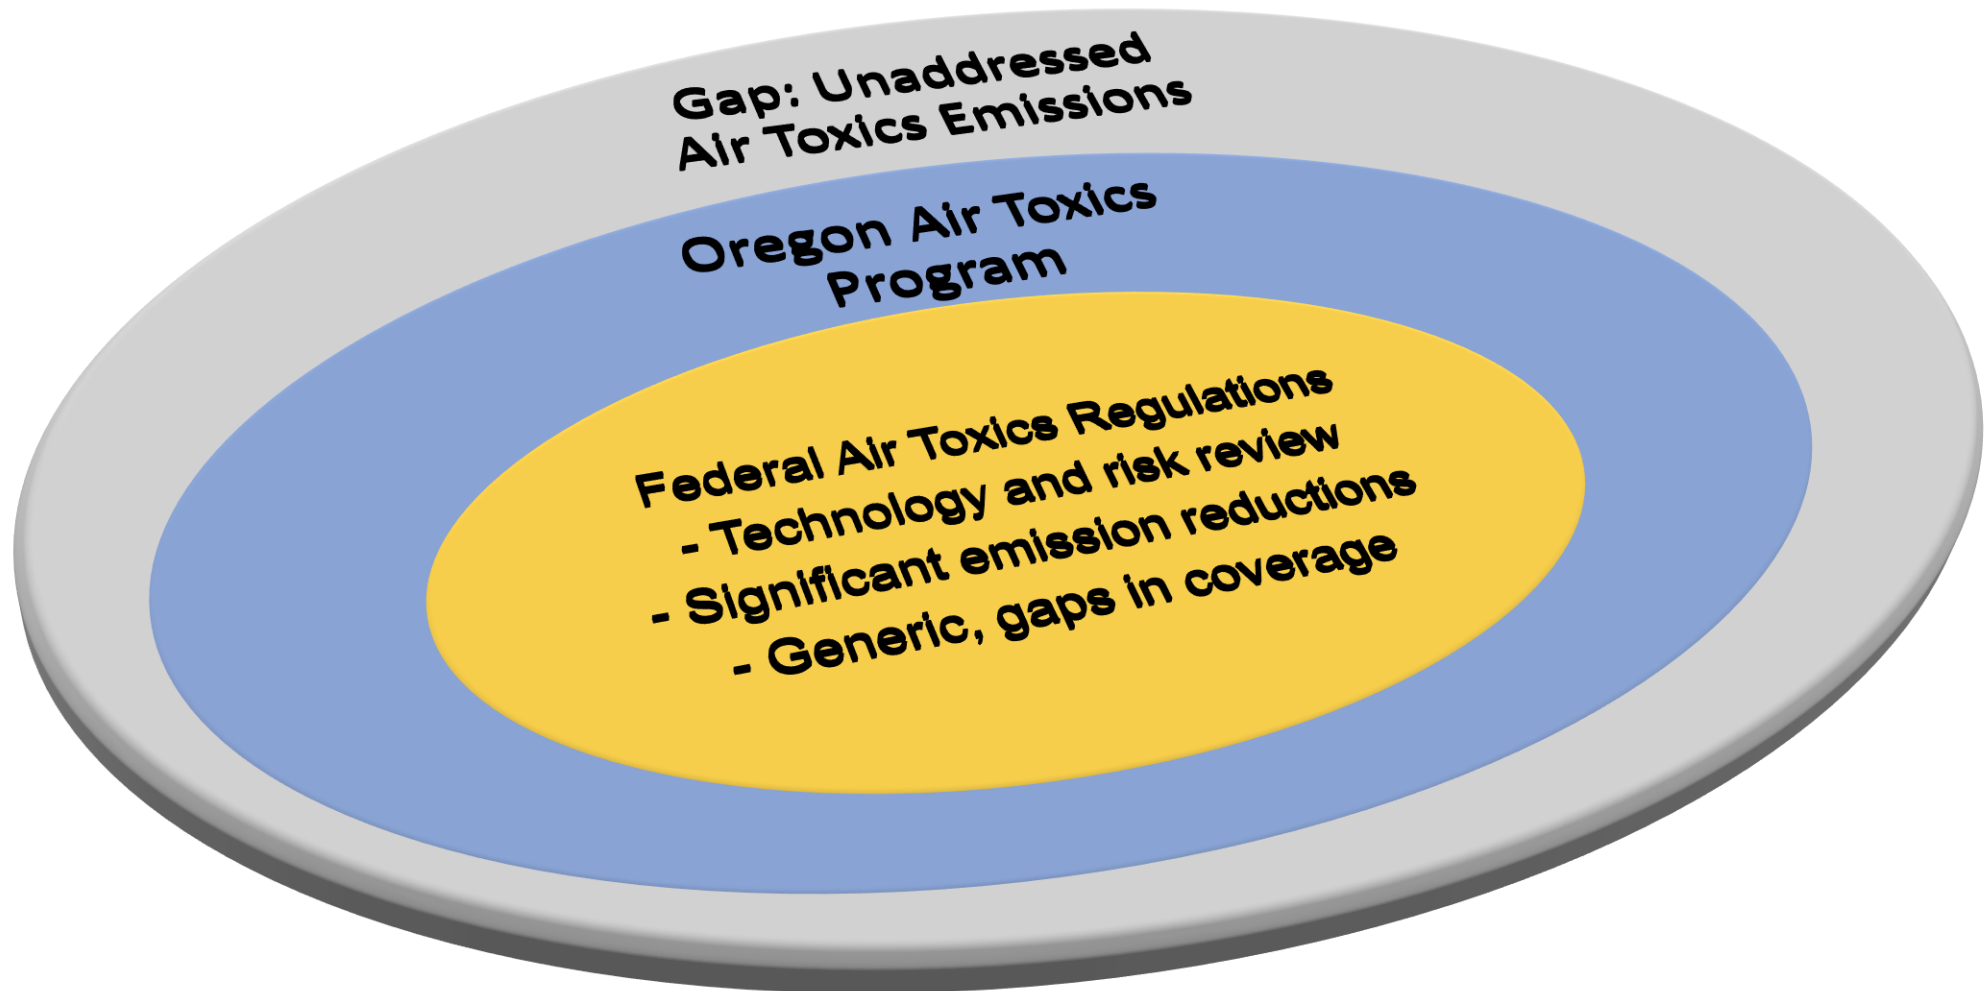 Gap: Unaddressed
Air Toxics Emissions
Oregon Air Toxics
Program
Federal Air Toxics Regulations
- Technology and risk review
- Significant emission reductions
- Generic, gaps in coverage